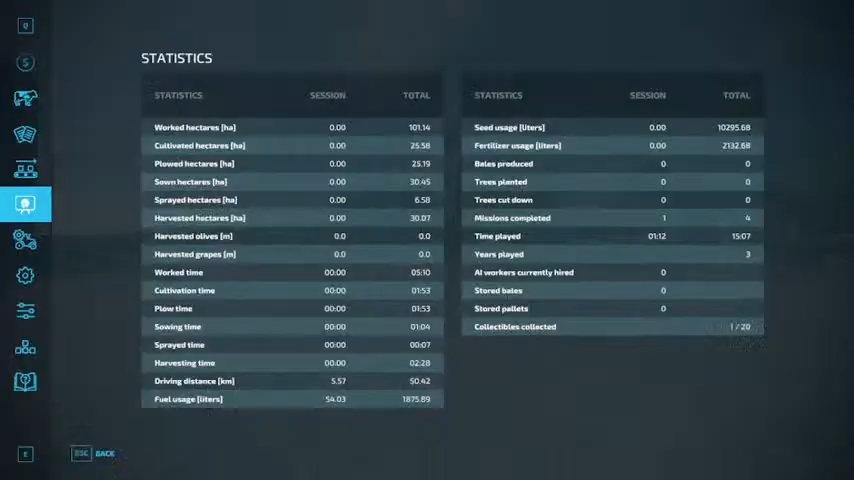 Q
STATISTICS
STATISTICS SESSION TOTAL
Worked hectares [ha] 0.00 101.14
Cultivated hectares [ha] 0.00 25.58
Plowed hectares [ha] 0.00 25.19
Sown hectares [ha] 0.00 30.45
Sprayed hectares [ha] 0.00 6.58
Harvested hectares [ha] 0.00 30.07
Harvested olives [m] 0.0 0.0
Harvested grapes [m] 0.0 0.0
Worked time 00:00 05:10
Cultivation time 00:00 01:53
Plow time 00:00 01:53
Sowing time 00:00 01:04
Sprayed time 00:00 00:07
Harvesting time 00:00 02:28
Driving distance [km] 5.57 50.42
Fuel usage [liters] 54.03 1875.89
STATISTICS SESSION TOTAL
Seed usage [liters] 0.00 10295.68
Fertilizer usage [liters] 0.00 2132.68
Bales produced 0 0
Trees planted 0 0
Trees cut down 0 0
Missions completed 1 4
Time played 01:12 15:07
Years played 3
AI workers currently hired 0
Stored bales 0
Stored pallets 0
Collectibles collected 1 / 20
E
ESC BACK